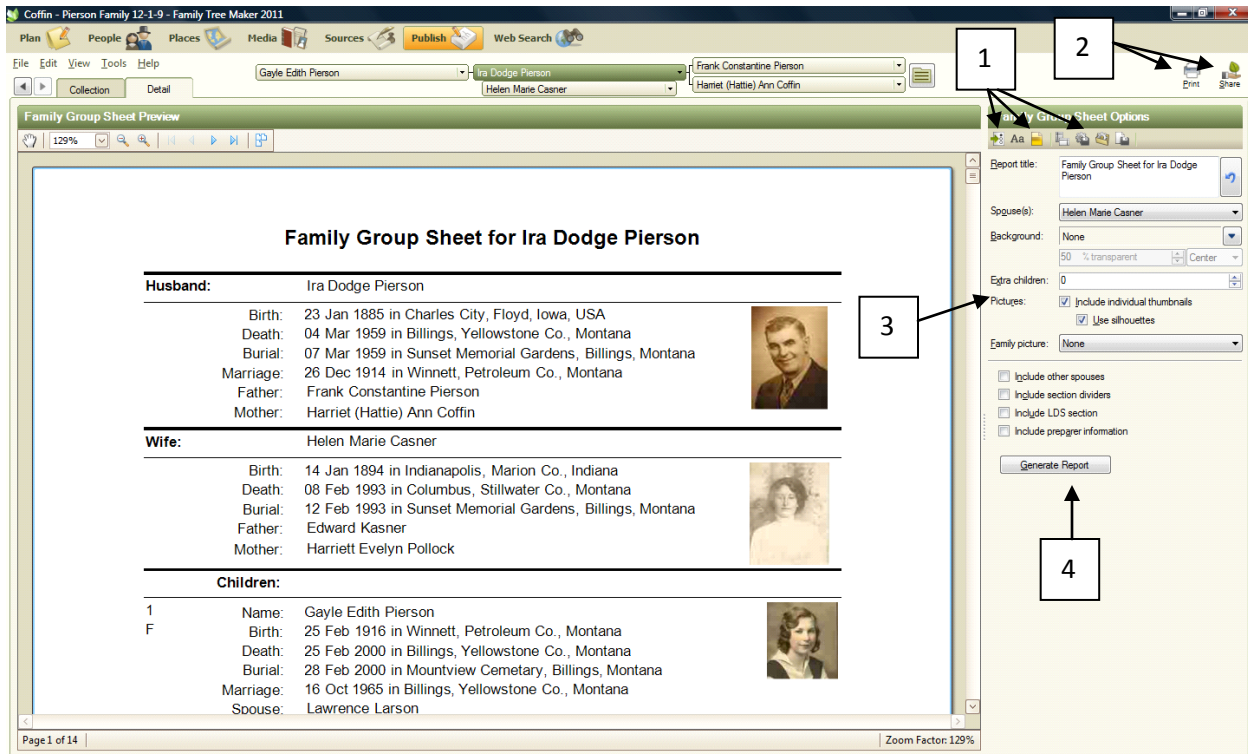 Coffin - Pierson Family 12-1-9 - Family Tree Maker 2011
Plan People Places Media Sources Publish Web Search
File Edit View Tools Help
Collection Detail
Gayle Edith Pierson
Ira Dodge Pierson
Helen Marie Casner
Frank Constantine Pierson
Harriet (Hattie) Ann Coffin
Print Share
1
2
3
4
Family Group Sheet Preview
129%
Family Group Sheet for Ira Dodge Pierson
Husband: Ira Dodge Pierson
Birth: 23 Jan 1885 in Charles City, Floyd, Iowa, USA
Death: 04 Mar 1959 in Billings, Yellowstone Co., Montana
Burial: 07 Mar 1959 in Sunset Memorial Gardens, Billings, Montana
Marriage: 26 Dec 1914 in Winnett, Petroleum Co., Montana
Father: Frank Constantine Pierson
Mother: Harriet (Hattie) Ann Coffin
Wife: Helen Marie Casner
Birth: 14 Jan 1894 in Indianapolis, Marion Co., Indiana
Death: 08 Feb 1993 in Columbus, Stillwater Co., Montana
Burial: 12 Feb 1993 in Sunset Memorial Gardens, Billings, Montana
Father: Edward Kasner
Mother: Harriett Evelyn Pollock
Children:
1 Name: Gayle Edith Pierson
F Birth: 25 Feb 1916 in Winnett, Petroleum Co., Montana
Death: 25 Feb 2000 in Billings, Yellowstone Co., Montana
Burial: 28 Feb 2000 in Mountview Cemetary, Billings, Montana
Marriage: 16 Oct 1965 in Billings, Yellowstone Co., Montana
Spouse: Lawrence Larson
Page 1 of 14
Zoom Factor: 129%
Family Group Sheet Options
Aa
Report title: Family Group Sheet for Ira Dodge
Pierson
Spouse(s): Helen Marie Casner
Background: None
50 % transparent Center
Extra children: 0
Pictures: Include individual thumbnails
Use silhouettes
Family picture: None
Include other spouses
Include section dividers
Include LDS section
Include preparer information
Generate Report